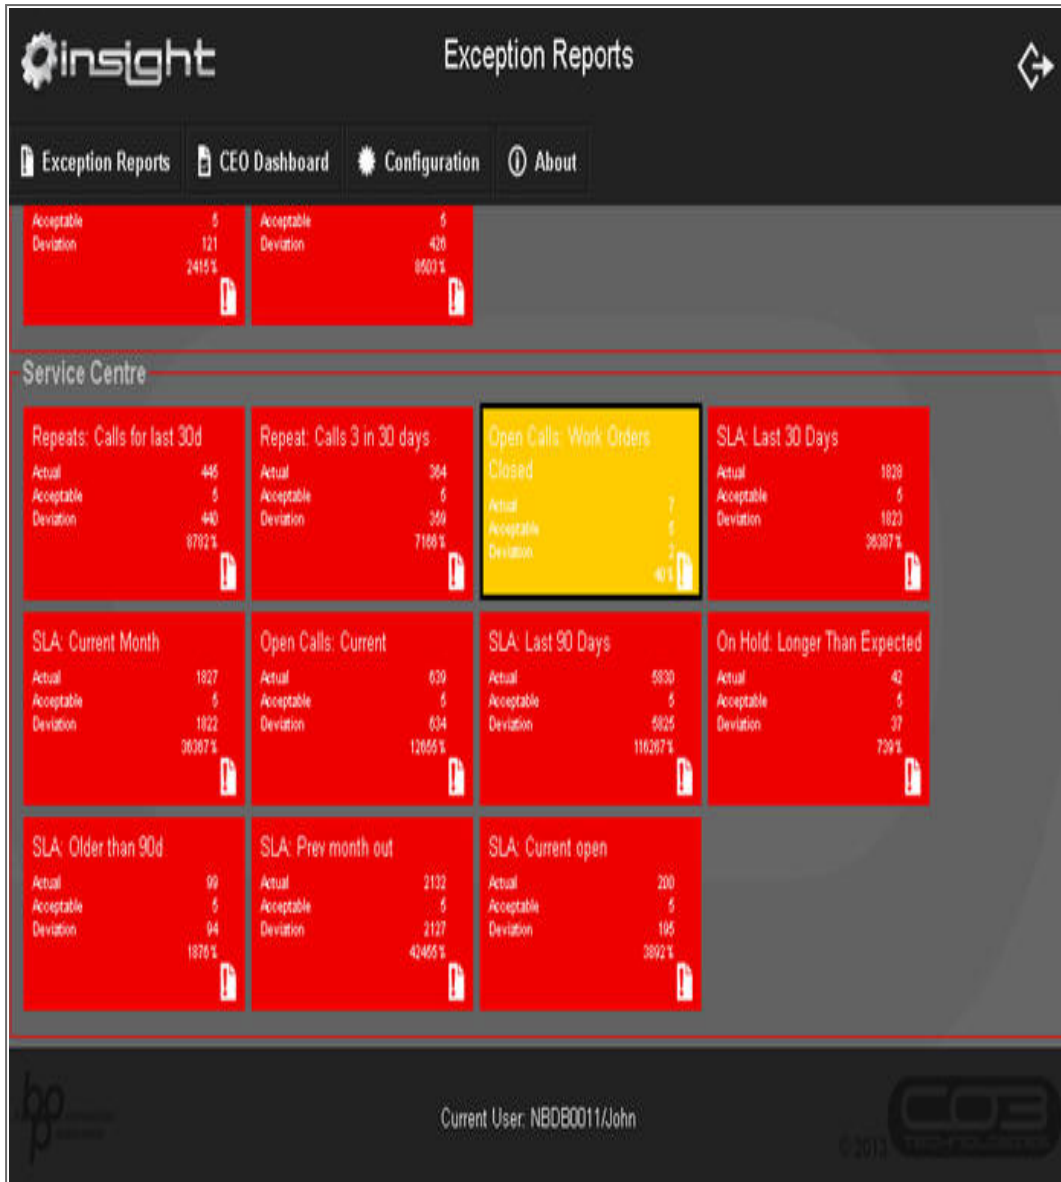 insight
Exception Reports
Exception Reports
CEO Dashboard
Configuration
About
Acceptable 5
Deviation 121
2415%
Acceptable 5
Deviation 426
8503%
Service Centre
Repeats: Calls for last 30d
Actual 445
Acceptable 5
Deviation 440
8782%
Repeat: Calls 3 in 30 days
Actual 364
Acceptable 5
Deviation 359
7166%
Open Calls: Work Orders
Closed
Actual 7
Acceptable 5
Deviation 2
40%
SLA: Last 30 Days
Actual 1828
Acceptable 5
Deviation 1823
36387%
SLA: Current Month
Actual 1827
Acceptable 5
Deviation 1822
36367%
Open Calls: Current
Actual 639
Acceptable 5
Deviation 634
12655%
SLA: Last 90 Days
Actual 5830
Acceptable 5
Deviation 5825
116267%
On Hold: Longer Than Expected
Actual 42
Acceptable 5
Deviation 37
739%
SLA: Older than 90d
Actual 99
Acceptable 5
Deviation 94
1876%
SLA: Prev month out
Actual 2132
Acceptable 5
Deviation 2127
42455%
SLA: Current open
Actual 200
Acceptable 5
Deviation 195
3892%
bp
Current User: NBDB0011/John
©2013
CO3